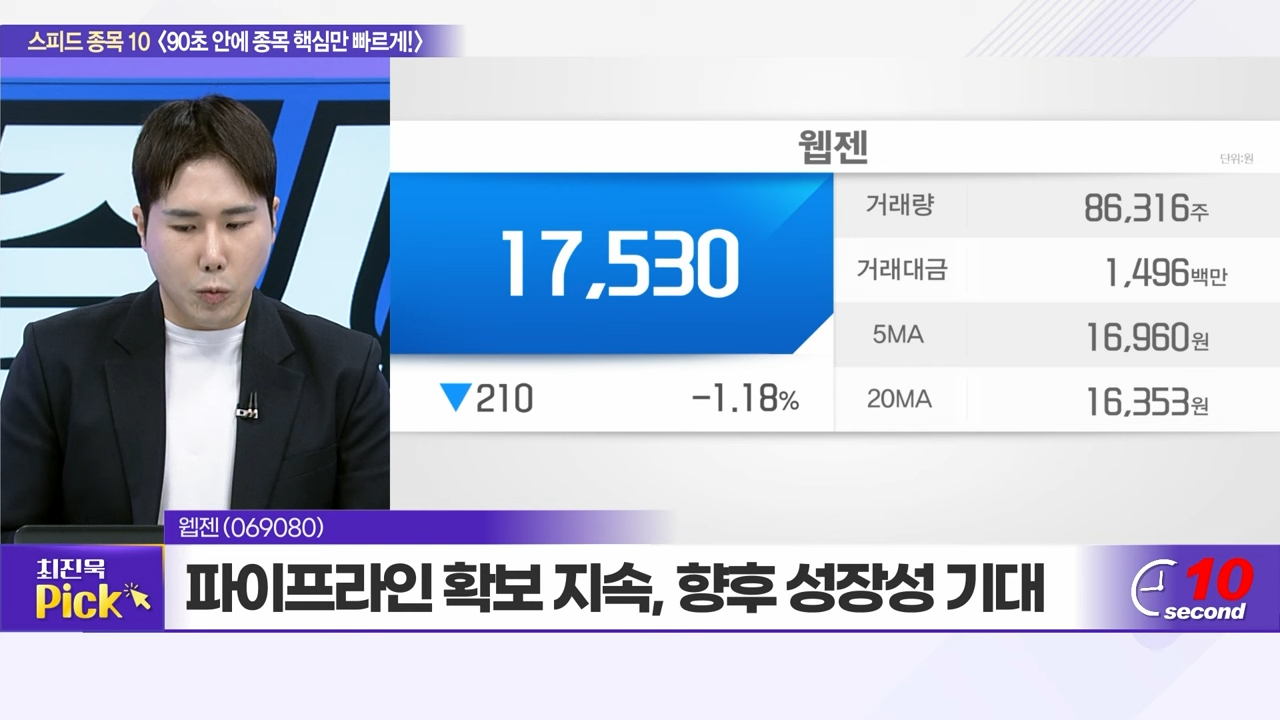 스피드 종목 10 〈90초 안에 종목 핵심만 빠르게!〉
웹젠
단위:원
17,530
▼210 -1.18%
거래량 86,316주
거래대금 1,496백만
5MA 16,960원
20MA 16,353원
웹젠(069080)
최진욱
Pick
파이프라인 확보 지속, 향후 성장성 기대
10
second